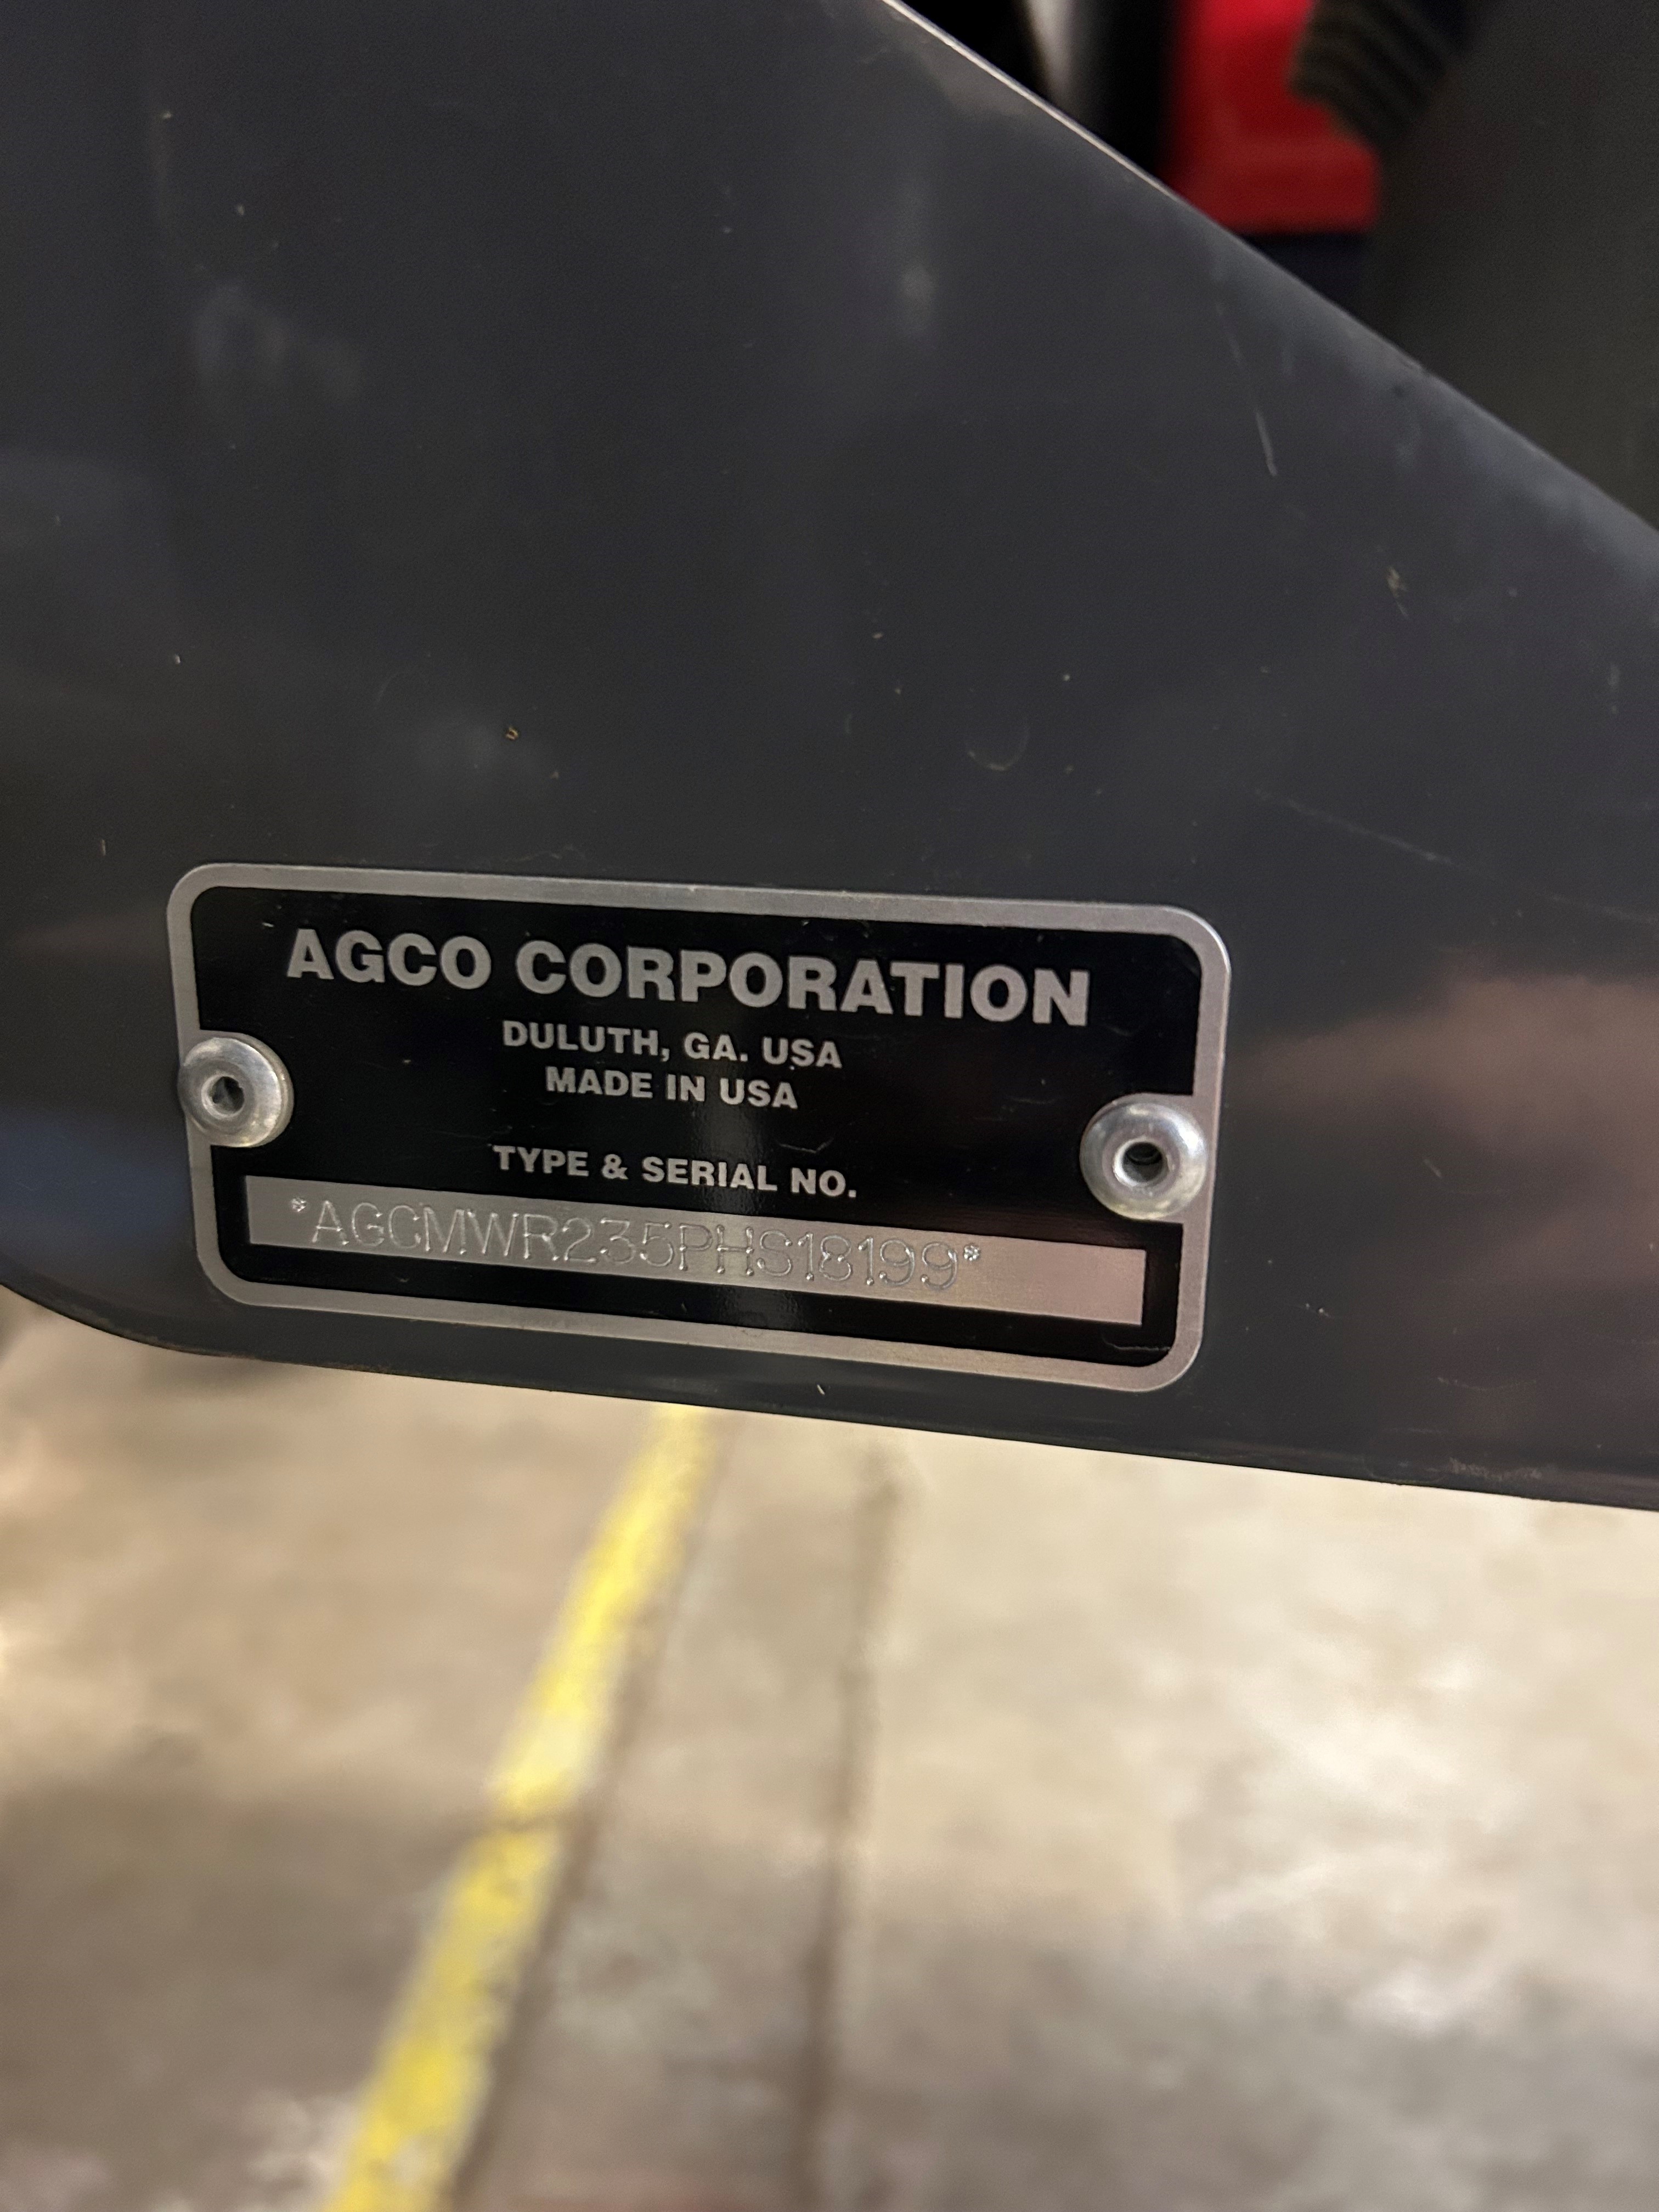 AGCO CORPORATION
DULUTH, GA. USA
MADE IN USA
TYPE & SERIAL NO.
*AGCMWR235PHS18199*